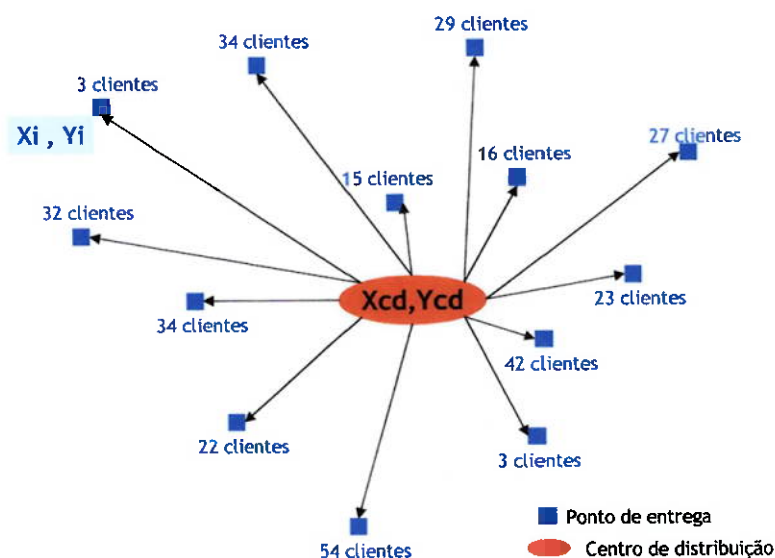 29 clientes
34 clientes
3 clientes
Xi , Yi
27 clientes
16 clientes
15 clientes
32 clientes
Xcd,Ycd
23 clientes
34 clientes
42 clientes
22 clientes
3 clientes
Ponto de entrega
54 clientes
Centro de distribuição